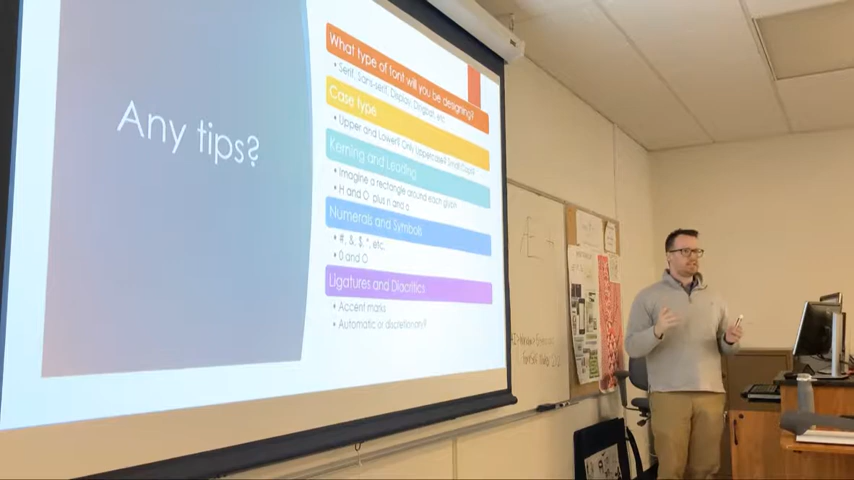 Any tips?
What type of font will you be designing?
• Serif, Sans-serif, Display, Dingbat, etc.
Case type
• Upper and Lower? Only Uppercase? Small Caps?
Kerning and Leading
• Imagine a rectangle around each glyph
• H and O plus n and o
Numerals and Symbols
• #, &, $, *, etc.
• 0 and O
Ligatures and Diacritics
• Accent marks
• Automatic or discretionary?